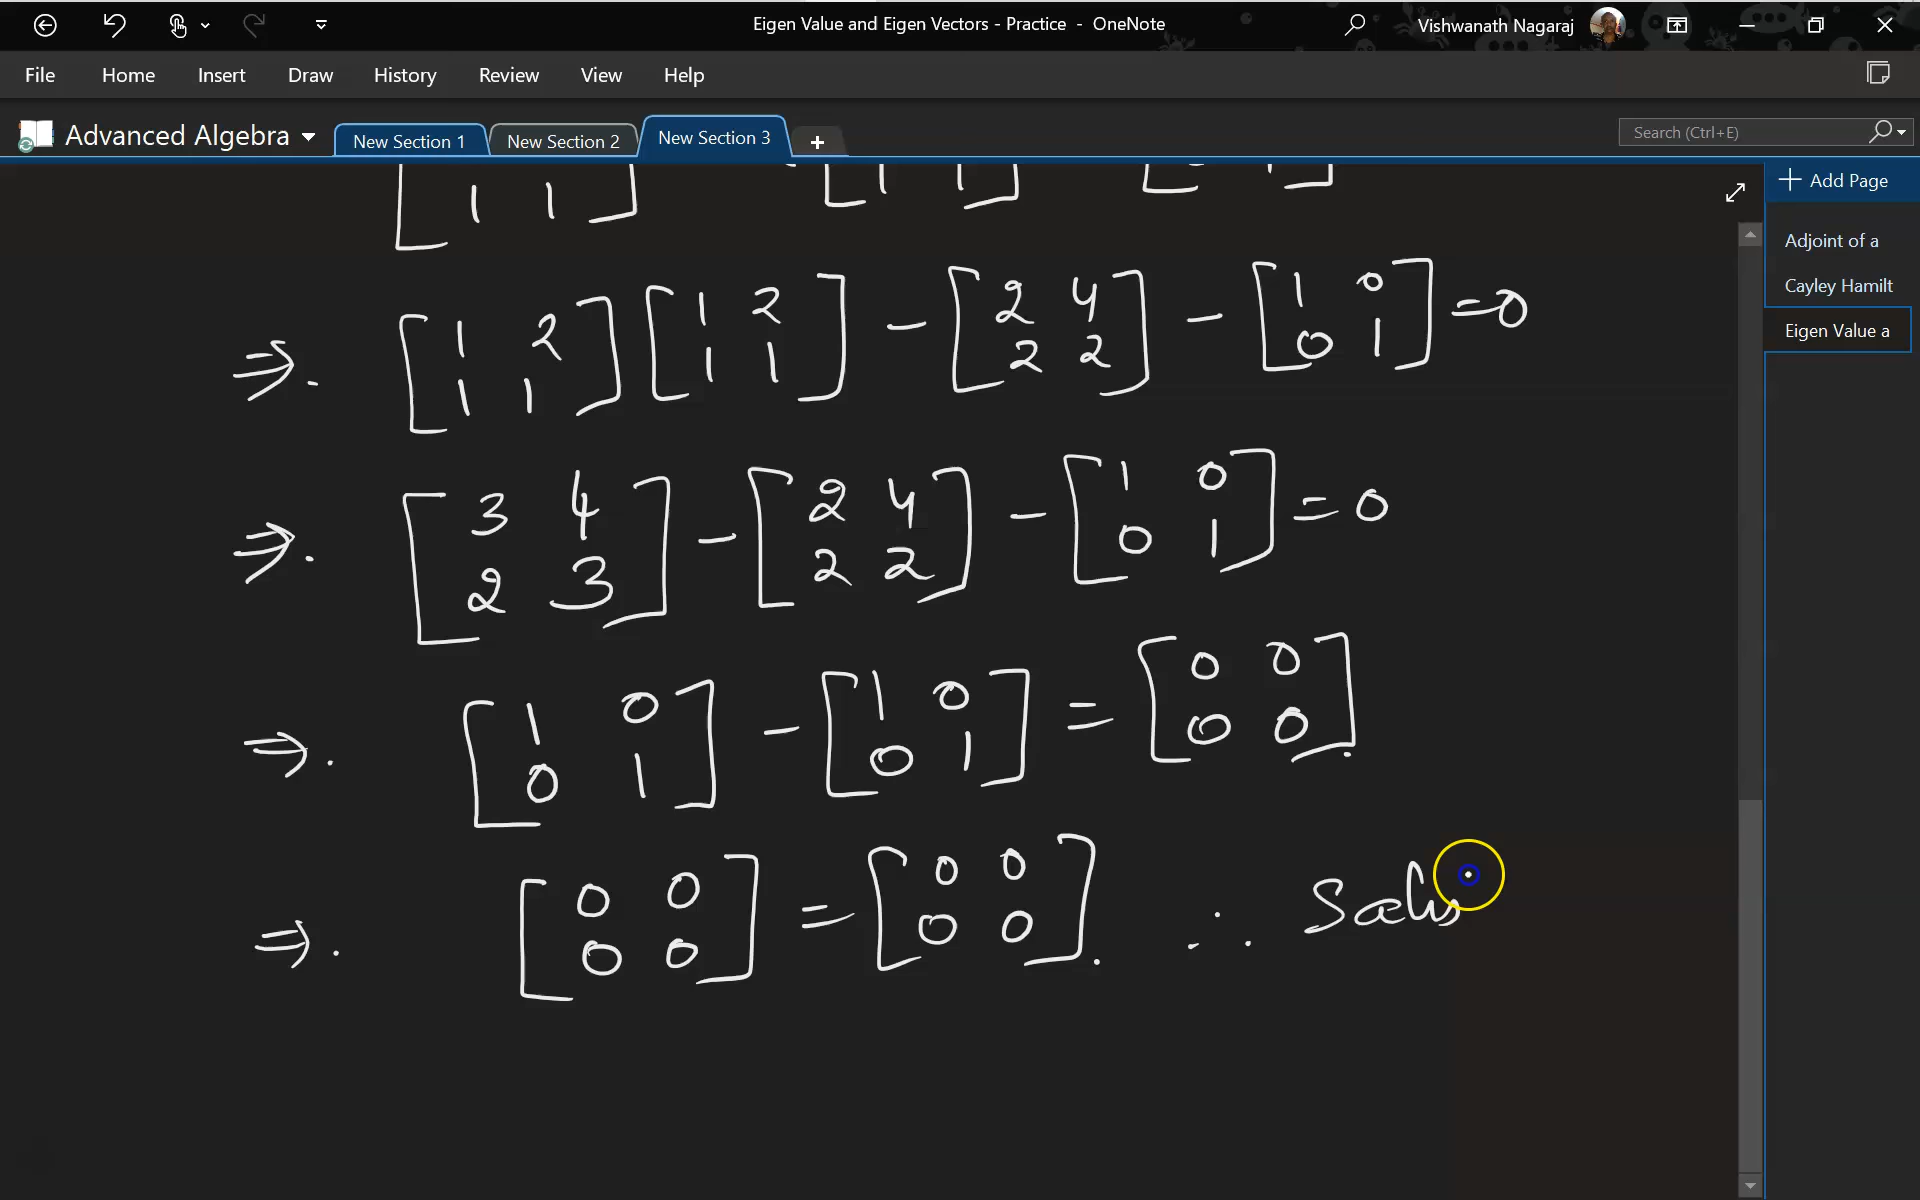 Eigen Value and Eigen Vectors - Practice - OneNote
Vishwanath Nagaraj
File Home Insert Draw History Review View Help
Advanced Algebra
New Section 1 New Section 2 New Section 3 +
Search (Ctrl+E)
+ Add Page
Adjoint of a
Cayley Hamilt
Eigen Value a
1 1
⇒. [1 2; 1 1] [1 2; 1 1] - [2 4; 2 2] - [1 0; 0 1] = 0
⇒. [3 4; 2 3] - [2 4; 2 2] - [1 0; 0 1] = 0
⇒. [1 0; 0 1] - [1 0; 0 1] = [0 0; 0 0].
⇒. [0 0; 0 0] = [0 0; 0 0]. ∴ Satis